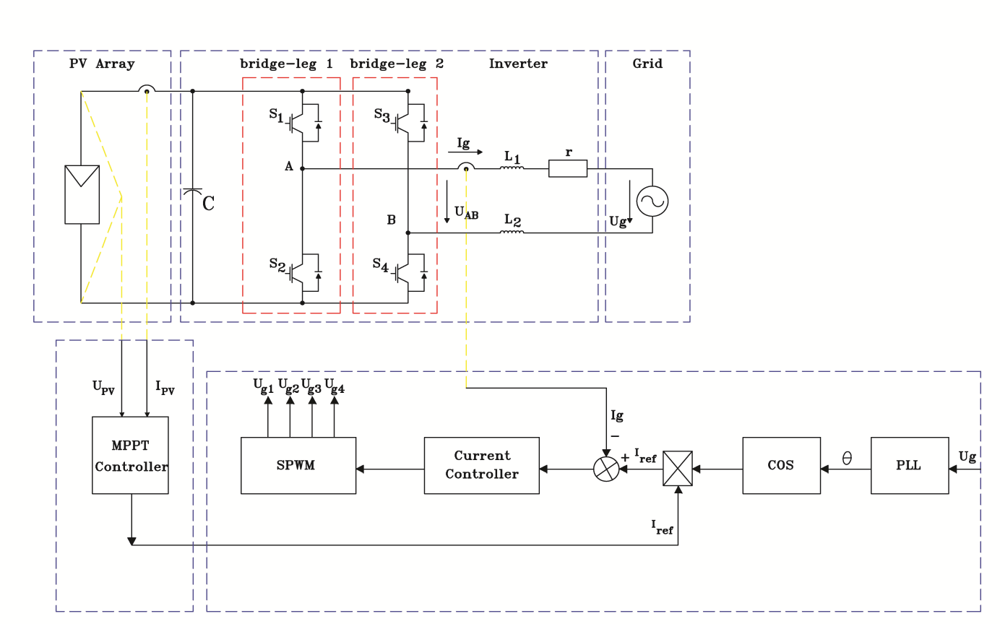 PV Array
bridge-leg 1
bridge-leg 2
Inverter
Grid
S1
S3
Ig
L1
r
A
C
UAB
B
L2
Ug
S2
S4
UPV
IPV
Ug1 Ug2 Ug3 Ug4
Ig
−
MPPT
Controller
SPWM
Current
Controller
+ Iref
COS
θ
PLL
Ug
Iref